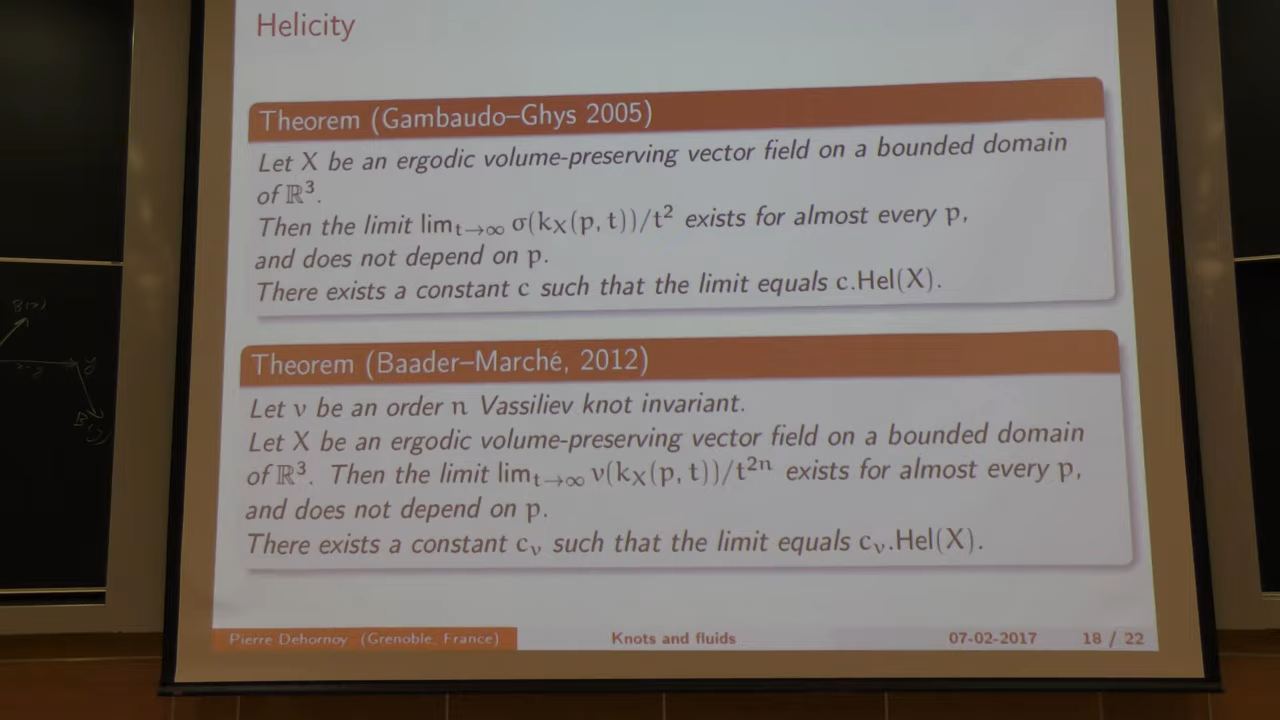 Helicity
Theorem (Gambaudo–Ghys 2005)
Let X be an ergodic volume-preserving vector field on a bounded domain
of ℝ³.
Then the limit lim_{t→∞} σ(k_X(p, t))/t² exists for almost every p,
and does not depend on p.
There exists a constant c such that the limit equals c.Hel(X).
Theorem (Baader–Marché, 2012)
Let ν be an order n Vassiliev knot invariant.
Let X be an ergodic volume-preserving vector field on a bounded domain
of ℝ³. Then the limit lim_{t→∞} ν(k_X(p, t))/t^{2n} exists for almost every p,
and does not depend on p.
There exists a constant c_ν such that the limit equals c_ν.Hel(X).
Pierre Dehornoy (Grenoble, France) Knots and fluids 07-02-2017 18 / 22